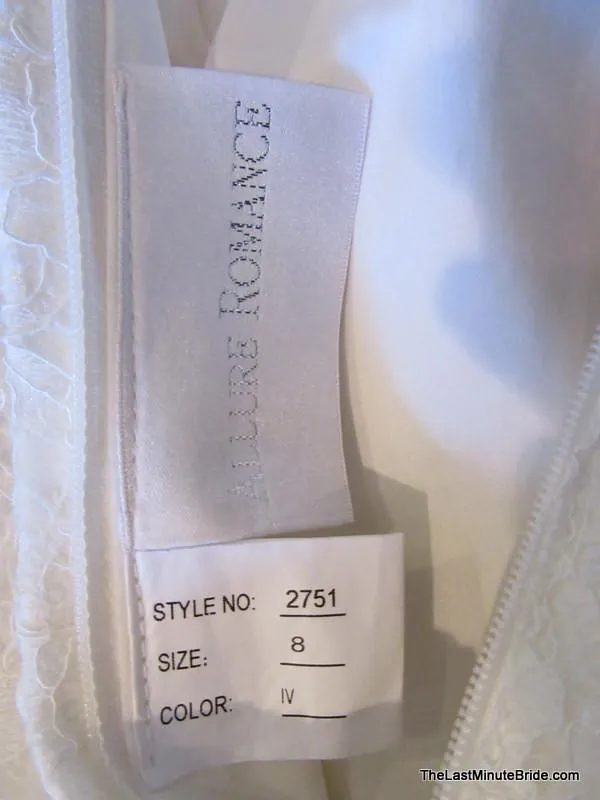 ALLURE ROMANCE
STYLE NO: 2751
SIZE: 8
COLOR: IV
TheLastMinuteBride.com